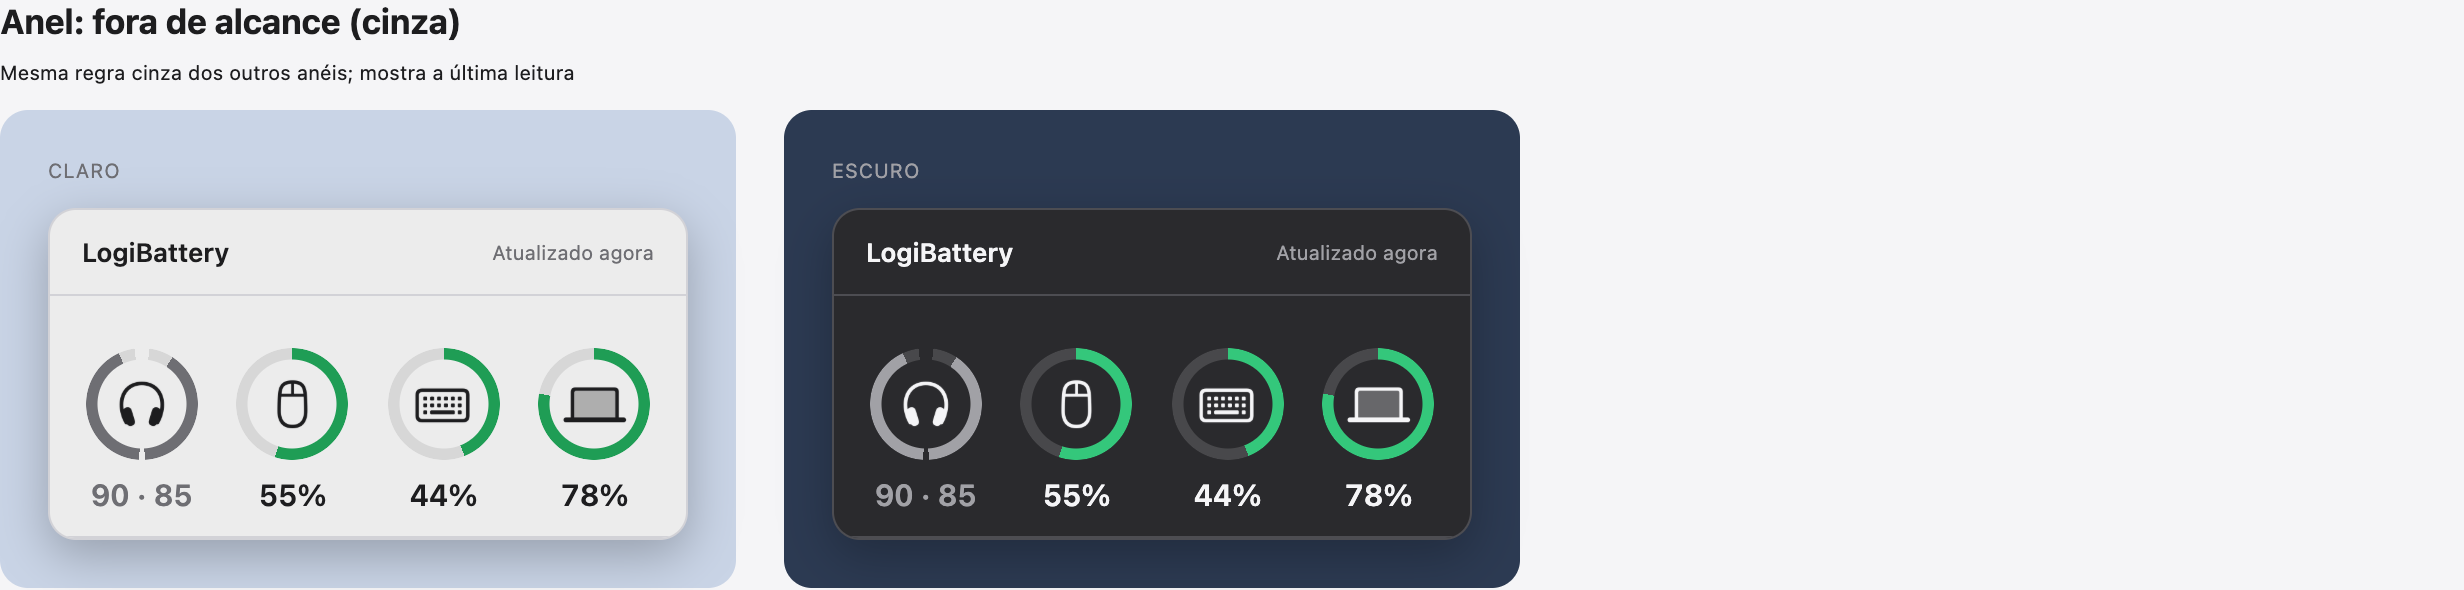 Anel: fora de alcance (cinza)
Mesma regra cinza dos outros anéis; mostra a última leitura
CLARO
LogiBattery
Atualizado agora
90 · 85
55%
44%
78%
ESCURO
LogiBattery
Atualizado agora
90 · 85
55%
44%
78%